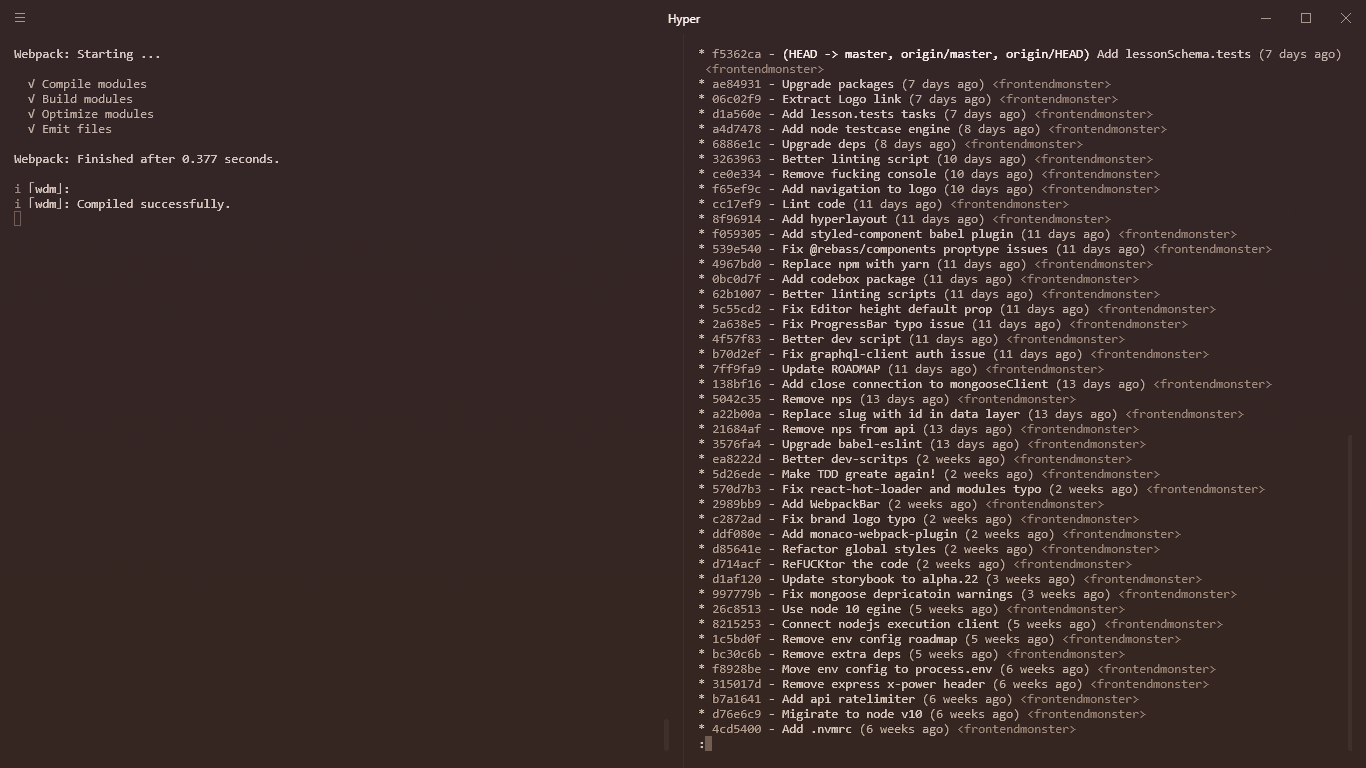 Hyper
Webpack: Starting ...
√ Compile modules
√ Build modules
√ Optimize modules
√ Emit files
Webpack: Finished after 0.377 seconds.
i ⌈wdm⌋:
i ⌈wdm⌋: Compiled successfully.
* f5362ca - (HEAD -> master, origin/master, origin/HEAD) Add lessonSchema.tests (7 days ago)
<frontendmonster>
* ae84931 - Upgrade packages (7 days ago) <frontendmonster>
* 06c02f9 - Extract Logo link (7 days ago) <frontendmonster>
* d1a560e - Add lesson.tests tasks (7 days ago) <frontendmonster>
* a4d7478 - Add node testcase engine (8 days ago) <frontendmonster>
* 6886e1c - Upgrade deps (8 days ago) <frontendmonster>
* 3263963 - Better linting script (10 days ago) <frontendmonster>
* ce0e334 - Remove fucking console (10 days ago) <frontendmonster>
* f65ef9c - Add navigation to logo (10 days ago) <frontendmonster>
* cc17ef9 - Lint code (11 days ago) <frontendmonster>
* 8f96914 - Add hyperlayout (11 days ago) <frontendmonster>
* f059305 - Add styled-component babel plugin (11 days ago) <frontendmonster>
* 539e540 - Fix @rebass/components proptype issues (11 days ago) <frontendmonster>
* 4967bd0 - Replace npm with yarn (11 days ago) <frontendmonster>
* 0bc0d7f - Add codebox package (11 days ago) <frontendmonster>
* 62b1007 - Better linting scripts (11 days ago) <frontendmonster>
* 5c55cd2 - Fix Editor height default prop (11 days ago) <frontendmonster>
* 2a638e5 - Fix ProgressBar typo issue (11 days ago) <frontendmonster>
* 4f57f83 - Better dev script (11 days ago) <frontendmonster>
* b70d2ef - Fix graphql-client auth issue (11 days ago) <frontendmonster>
* 7ff9fa9 - Update ROADMAP (11 days ago) <frontendmonster>
* 138bf16 - Add close connection to mongooseClient (13 days ago) <frontendmonster>
* 5042c35 - Remove nps (13 days ago) <frontendmonster>
* a22b00a - Replace slug with id in data layer (13 days ago) <frontendmonster>
* 21684af - Remove nps from api (13 days ago) <frontendmonster>
* 3576fa4 - Upgrade babel-eslint (13 days ago) <frontendmonster>
* ea8222d - Better dev-scritps (2 weeks ago) <frontendmonster>
* 5d26ede - Make TDD greate again! (2 weeks ago) <frontendmonster>
* 570d7b3 - Fix react-hot-loader and modules typo (2 weeks ago) <frontendmonster>
* 2989bb9 - Add WebpackBar (2 weeks ago) <frontendmonster>
* c2872ad - Fix brand logo typo (2 weeks ago) <frontendmonster>
* ddf080e - Add monaco-webpack-plugin (2 weeks ago) <frontendmonster>
* d85641e - Refactor global styles (2 weeks ago) <frontendmonster>
* d714acf - ReFUCKtor the code (2 weeks ago) <frontendmonster>
* d1af120 - Update storybook to alpha.22 (3 weeks ago) <frontendmonster>
* 997779b - Fix mongoose depricatoin warnings (3 weeks ago) <frontendmonster>
* 26c8513 - Use node 10 egine (5 weeks ago) <frontendmonster>
* 8215253 - Connect nodejs execution client (5 weeks ago) <frontendmonster>
* 1c5bd0f - Remove env config roadmap (5 weeks ago) <frontendmonster>
* bc30c6b - Remove extra deps (5 weeks ago) <frontendmonster>
* f8928be - Move env config to process.env (6 weeks ago) <frontendmonster>
* 315017d - Remove express x-power header (6 weeks ago) <frontendmonster>
* b7a1641 - Add api ratelimiter (6 weeks ago) <frontendmonster>
* d76e6c9 - Migirate to node v10 (6 weeks ago) <frontendmonster>
* 4cd5400 - Add .nvmrc (6 weeks ago) <frontendmonster>
: